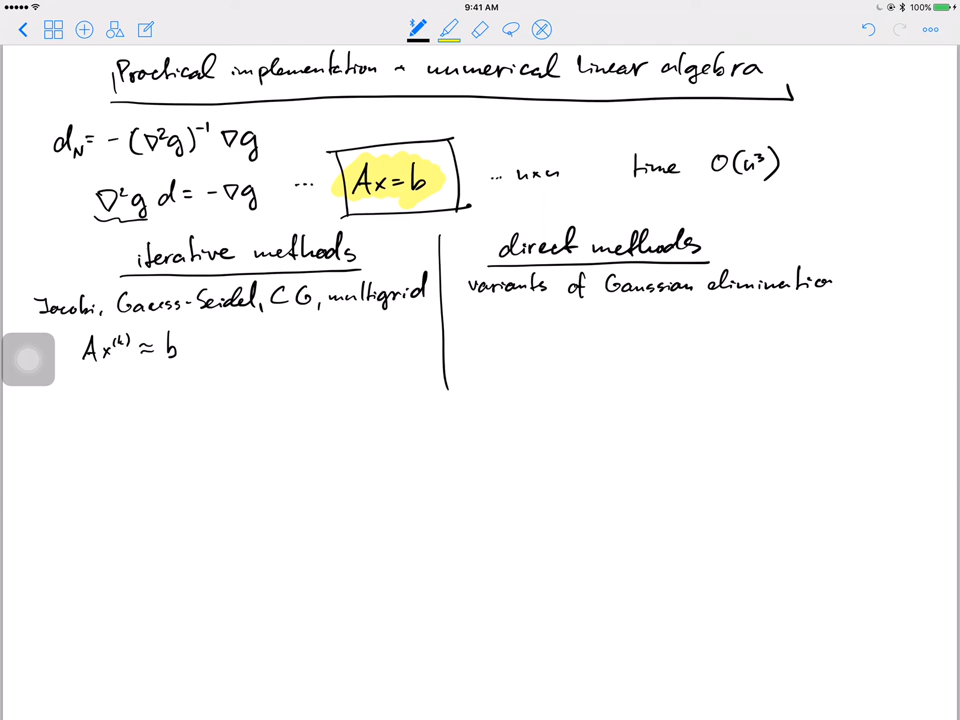 9:41 AM
100%
Practical implementation - numerical linear algebra
d_N = - (∇²g)⁻¹ ∇g
∇²g d = - ∇g ... Ax = b ... n×n time O(n³)
iterative methods
Jacobi, Gauss-Seidel, CG, multigrid
Ax⁽ᵏ⁾ ≈ b
direct methods
variants of Gaussian elimination